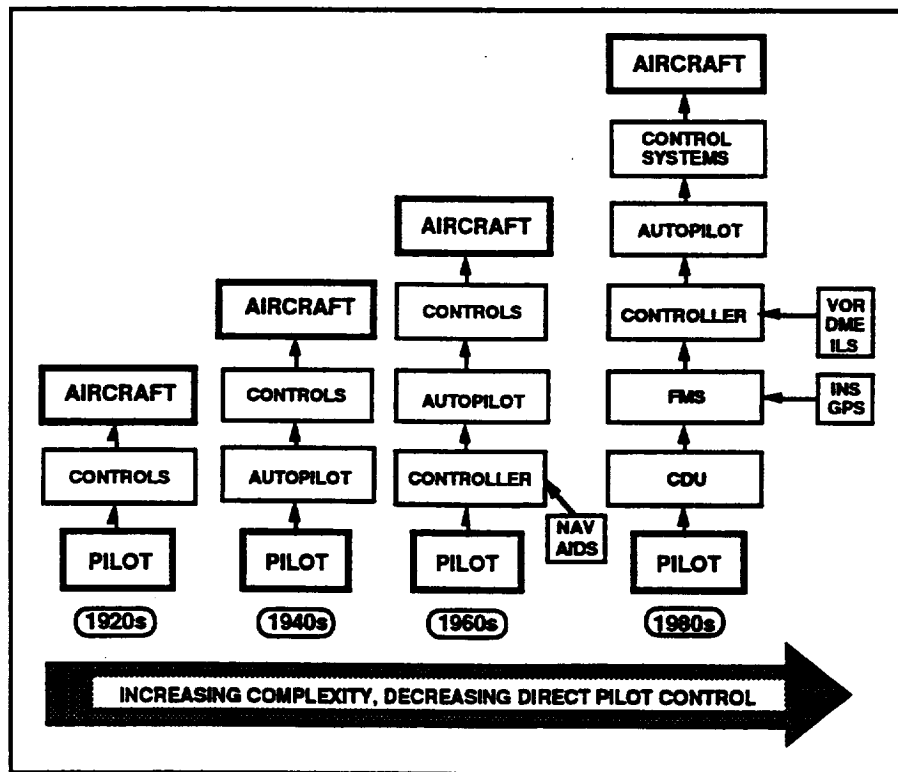 AIRCRAFT
CONTROLS
PILOT
1920s
AIRCRAFT
CONTROLS
AUTOPILOT
PILOT
1940s
AIRCRAFT
CONTROLS
AUTOPILOT
CONTROLLER
NAV
AIDS
PILOT
1960s
AIRCRAFT
CONTROL
SYSTEMS
AUTOPILOT
CONTROLLER
VOR
DME
ILS
FMS
INS
GPS
CDU
PILOT
1980s
INCREASING COMPLEXITY, DECREASING DIRECT PILOT CONTROL